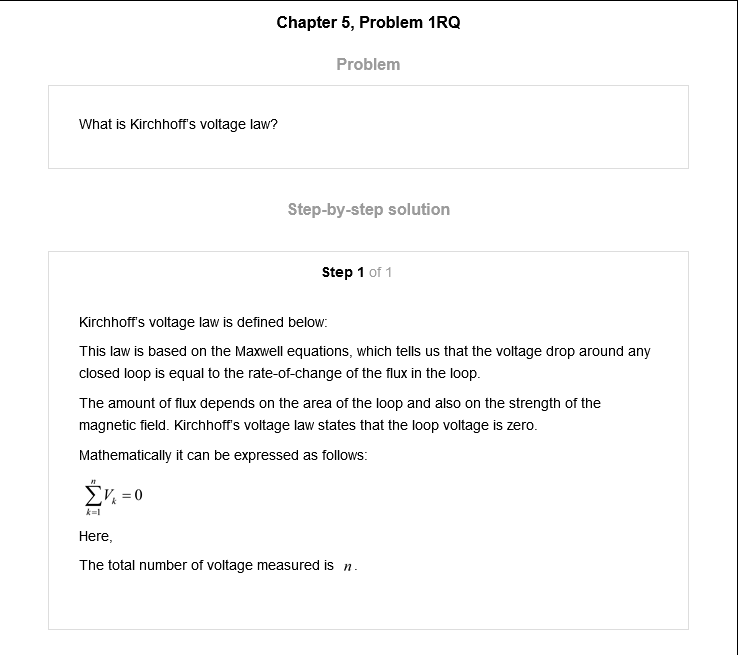 Chapter 5, Problem 1RQ
Problem
What is Kirchhoff's voltage law?
Step-by-step solution
Step 1 of 1
Kirchhoff's voltage law is defined below:
This law is based on the Maxwell equations, which tells us that the voltage drop around any
closed loop is equal to the rate-of-change of the flux in the loop.
The amount of flux depends on the area of the loop and also on the strength of the
magnetic field. Kirchhoff's voltage law states that the loop voltage is zero.
Mathematically it can be expressed as follows:
n
∑ Vₖ = 0
k=1
Here,
The total number of voltage measured is n.